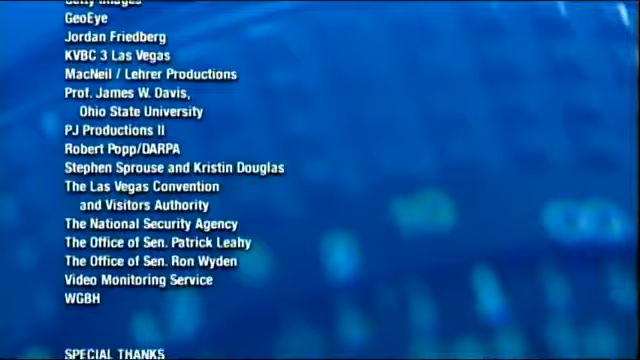 Getty Images
GeoEye
Jordan Friedberg
KVBC 3 Las Vegas
MacNeil / Lehrer Productions
Prof. James W. Davis,
Ohio State University
PJ Productions II
Robert Popp/DARPA
Stephen Sprouse and Kristin Douglas
The Las Vegas Convention
and Visitors Authority
The National Security Agency
The Office of Sen. Patrick Leahy
The Office of Sen. Ron Wyden
Video Monitoring Service
WGBH
SPECIAL THANKS